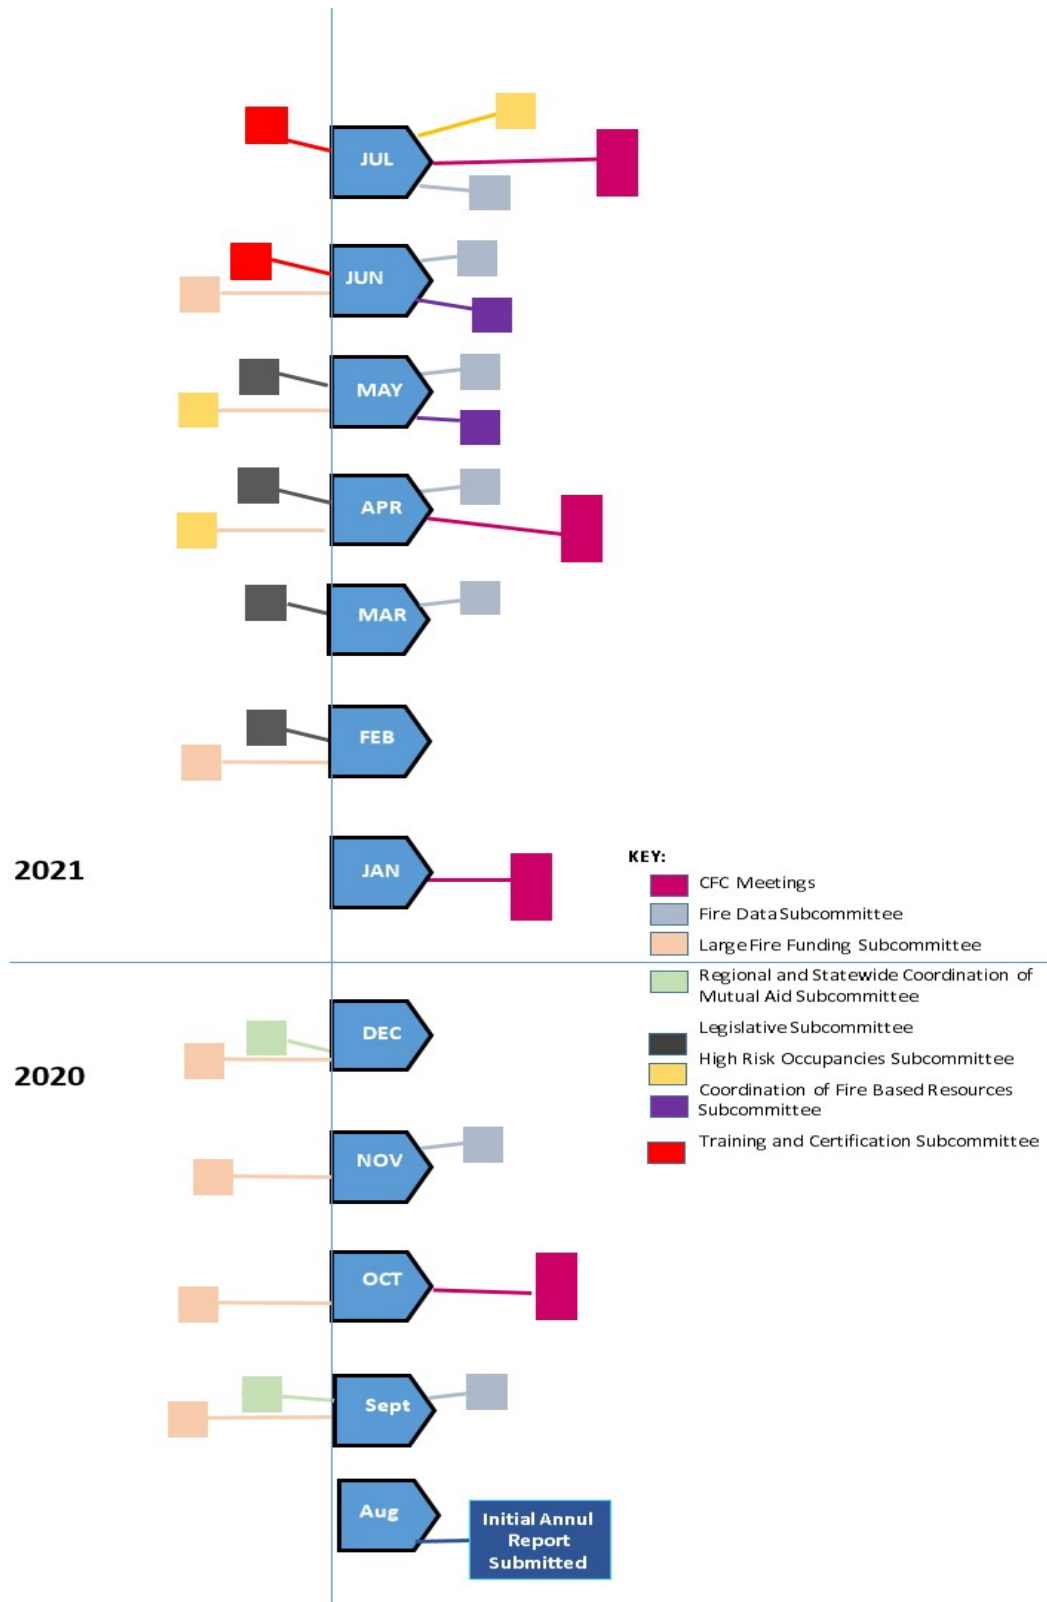 JUL
JUN
MAY
APR
MAR
FEB
2021
JAN
KEY:
CFC Meetings
Fire Data Subcommittee
Large Fire Funding Subcommittee
Regional and Statewide Coordination of
Mutual Aid Subcommittee
Legislative Subcommittee
High Risk Occupancies Subcommittee
Coordination of Fire Based Resources
Subcommittee
Training and Certification Subcommittee
DEC
2020
NOV
OCT
Sept
Aug
Initial Annul
Report
Submitted